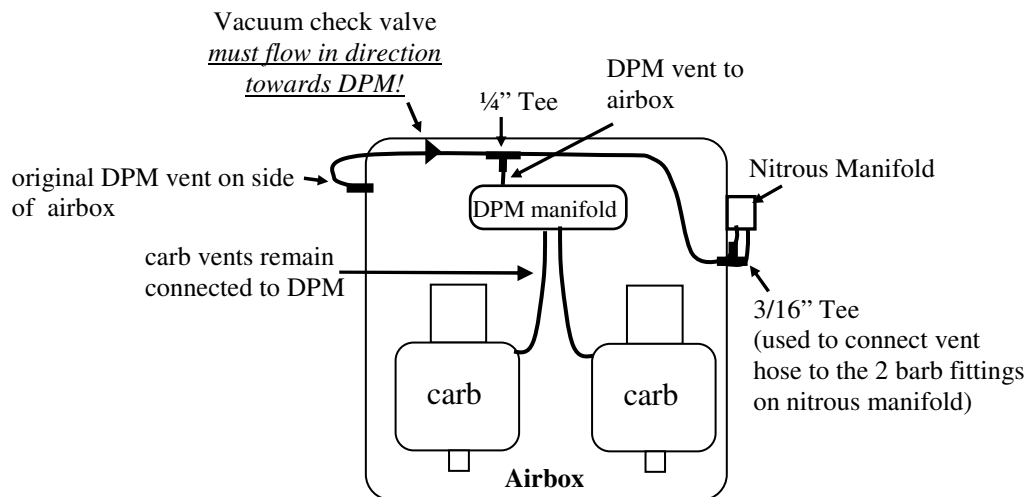 Vacuum check valve
must flow in direction
towards DPM!
DPM vent to
airbox
¼” Tee
original DPM vent on side
of airbox
Nitrous Manifold
DPM manifold
carb vents remain
connected to DPM
3/16” Tee
(used to connect vent
hose to the 2 barb fittings
on nitrous manifold)
carb
carb
Airbox